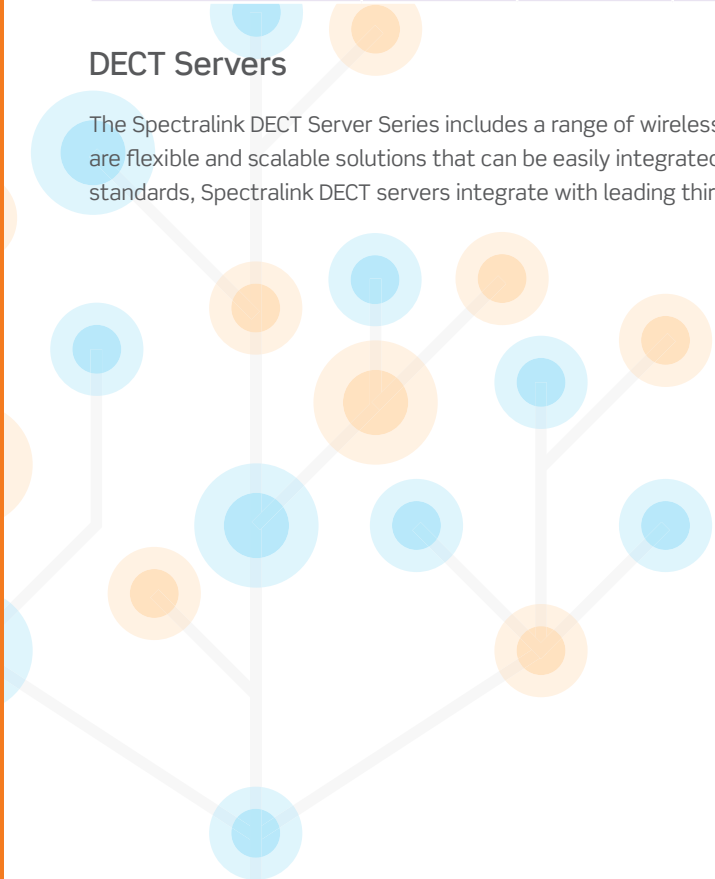 DECT Servers
The Spectralink DECT Server Series includes a range of wireless
are flexible and scalable solutions that can be easily integrated
standards, Spectralink DECT servers integrate with leading